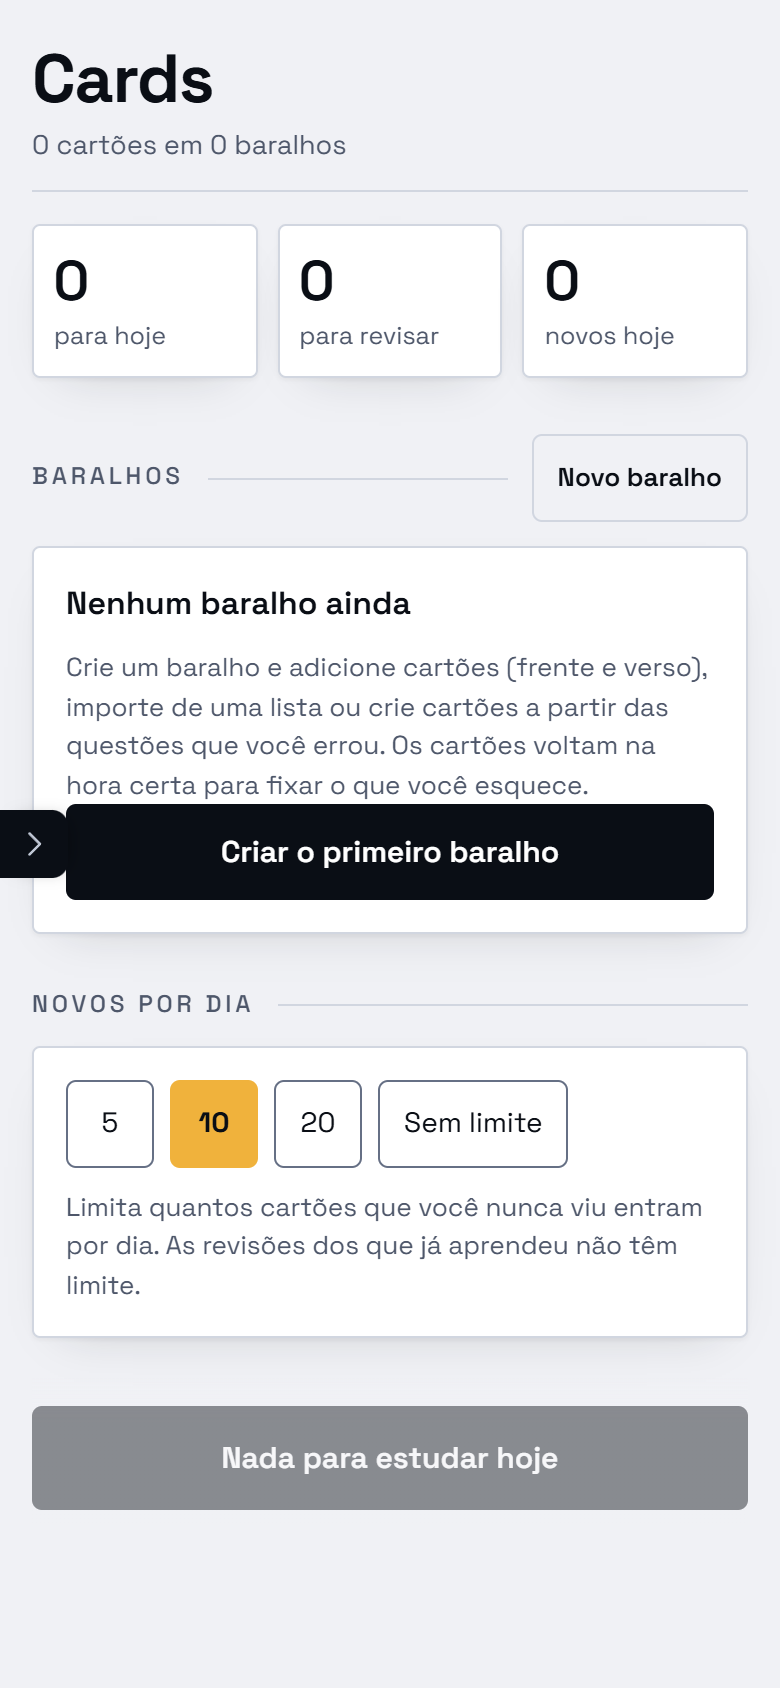 Cards
0 cartões em 0 baralhos
0
para hoje
0
para revisar
0
novos hoje
BARALHOS
Novo baralho
Nenhum baralho ainda
Crie um baralho e adicione cartões (frente e verso),
importe de uma lista ou crie cartões a partir das
questões que você errou. Os cartões voltam na
hora certa para fixar o que você esquece.
Criar o primeiro baralho
NOVOS POR DIA
5
10
20
Sem limite
Limita quantos cartões que você nunca viu entram
por dia. As revisões dos que já aprendeu não têm
limite.
Nada para estudar hoje